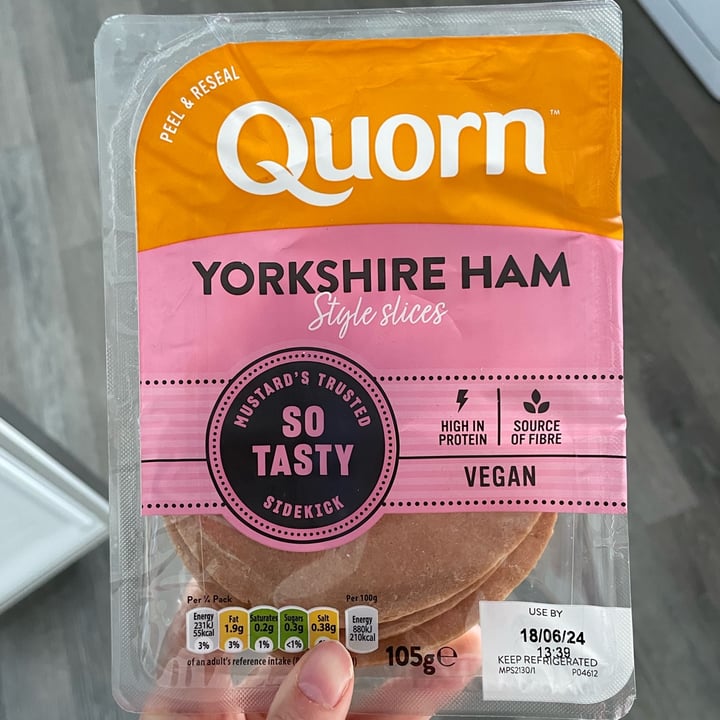 PEEL & RESEAL
Quorn™
YORKSHIRE HAM
Style slices
MUSTARD'S TRUSTED
SO
TASTY
SIDEKICK
HIGH IN
PROTEIN
SOURCE
OF FIBRE
VEGAN
Per ¼ Pack
Per 100g
Energy
231kJ
55kcal
3%
Fat
1.9g
3%
Saturates
0.2g
1%
Sugars
0.3g
<1%
Salt
0.38g
Energy
880kJ
210kcal
of an adult's reference intake
105g℮
USE BY
18/06/24
13:39
KEEP REFRIGERATED
MPS2130/1 P04612